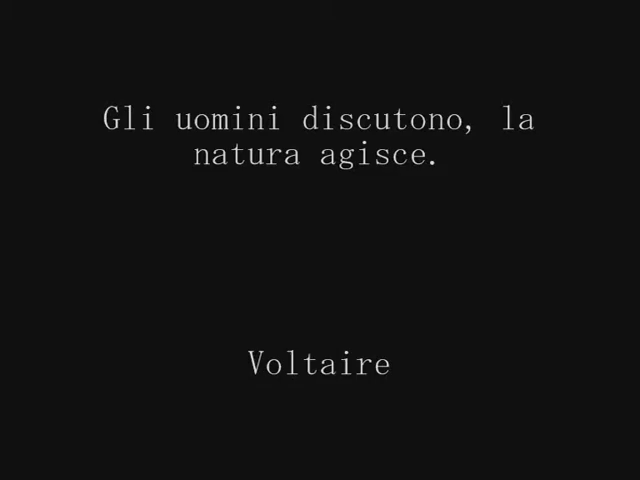 Gli uomini discutono, la
natura agisce.
Voltaire